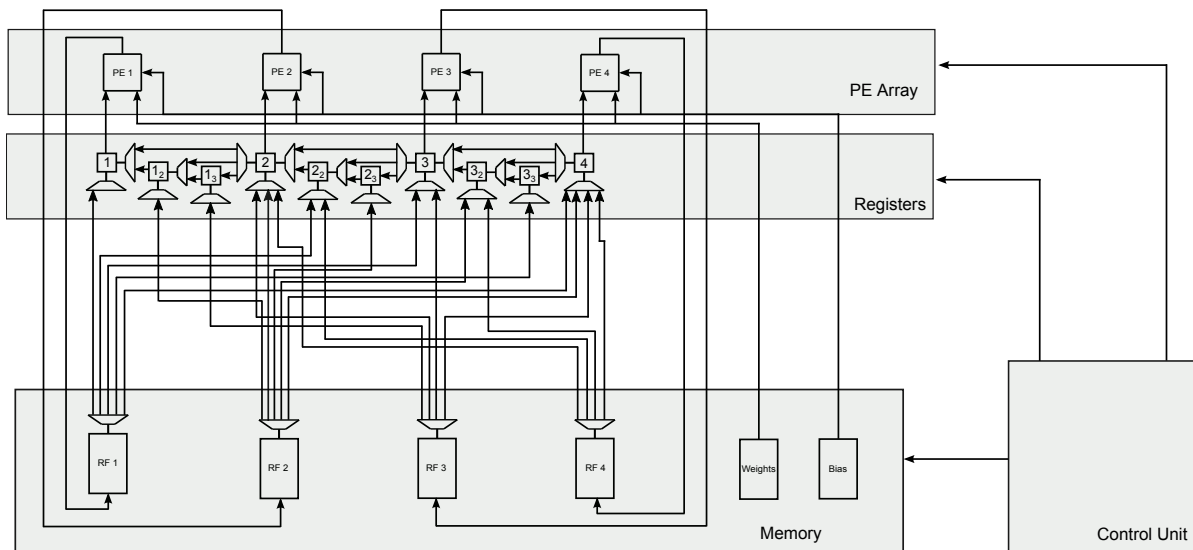 PE 1
PE 2
PE 3
PE 4
PE Array
1
2
3
4
1₂
1₃
2₂
2₃
3₂
3₃
Registers
RF 1
RF 2
RF 3
RF 4
Weights
Bias
Memory
Control Unit